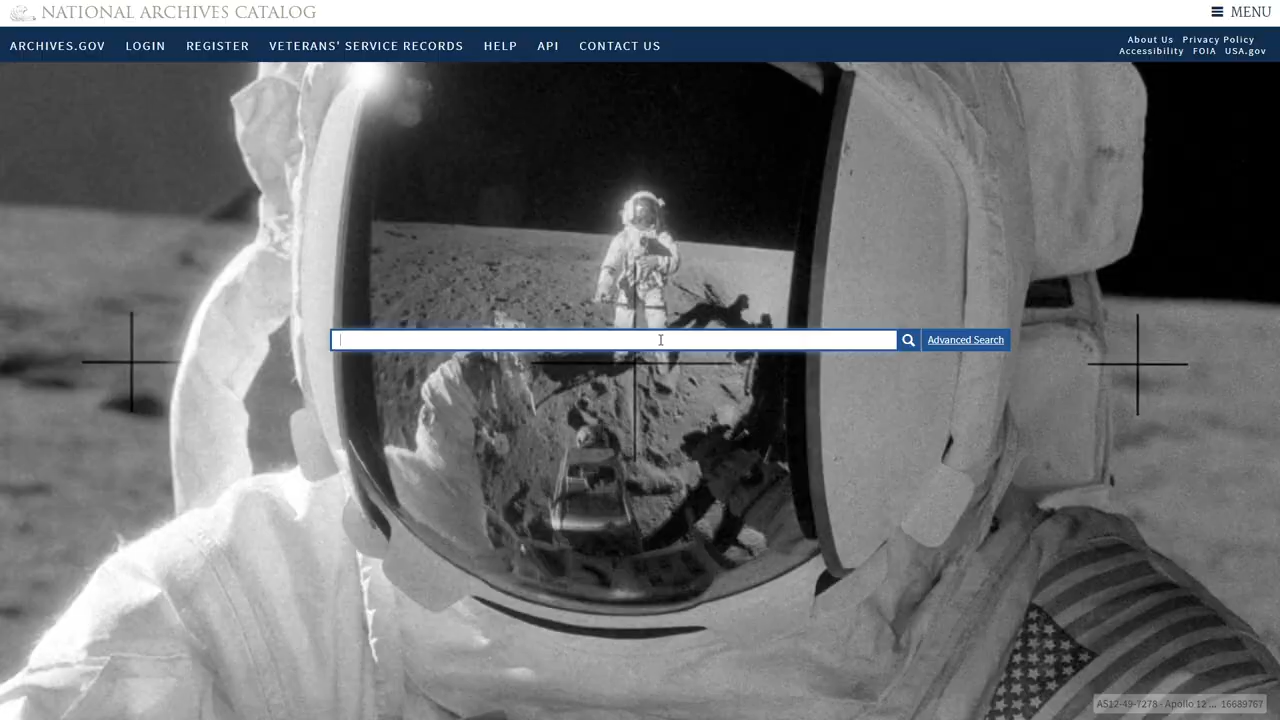 NATIONAL ARCHIVES CATALOG
MENU
ARCHIVES.GOV LOGIN REGISTER VETERANS' SERVICE RECORDS HELP API CONTACT US
About Us Privacy Policy
Accessibility FOIA USA.gov
Advanced Search
AS12-49-7278 - Apollo 12 ... 16689767